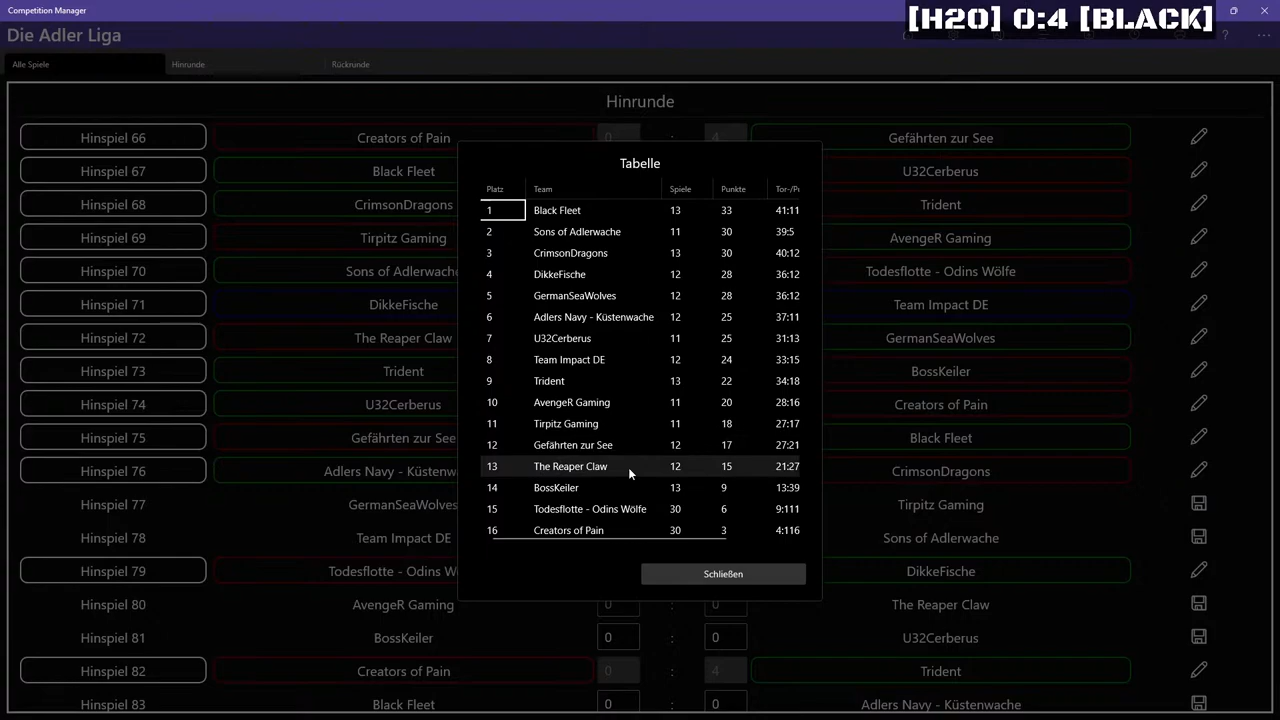 Competition Manager
[H20] 0:4 [BLACK]
Die Adler Liga
Alle Spiele Hinrunde Rückrunde
Hinrunde
Hinspiel 66 Creators of Pain 0 : 4 Gefährten zur See
Hinspiel 67 Black Fleet U32Cerberus
Hinspiel 68 CrimsonDragons Trident
Hinspiel 69 Tirpitz Gaming AvengeR Gaming
Hinspiel 70 Sons of Adlerwache Todesflotte - Odins Wölfe
Hinspiel 71 DikkeFische Team Impact DE
Hinspiel 72 The Reaper Claw GermanSeaWolves
Hinspiel 73 Trident BossKeiler
Hinspiel 74 U32Cerberus Creators of Pain
Hinspiel 75 Gefährten zur See Black Fleet
Hinspiel 76 Adlers Navy - Küstenw CrimsonDragons
Hinspiel 77 GermanSeaWolves Tirpitz Gaming
Hinspiel 78 Team Impact DE Sons of Adlerwache
Hinspiel 79 Todesflotte - Odins W DikkeFische
Hinspiel 80 AvengeR Gaming 0 : 0 The Reaper Claw
Hinspiel 81 BossKeiler 0 : 0 U32Cerberus
Hinspiel 82 Creators of Pain 0 : 4 Trident
Hinspiel 83 Black Fleet 0 : 0 Adlers Navy - Küstenwache
Tabelle
Platz Team Spiele Punkte Tor-/Pu
1 Black Fleet 13 33 41:11
2 Sons of Adlerwache 11 30 39:5
3 CrimsonDragons 13 30 40:12
4 DikkeFische 12 28 36:12
5 GermanSeaWolves 12 28 36:12
6 Adlers Navy - Küstenwache 12 25 37:11
7 U32Cerberus 11 25 31:13
8 Team Impact DE 12 24 33:15
9 Trident 13 22 34:18
10 AvengeR Gaming 11 20 28:16
11 Tirpitz Gaming 11 18 27:17
12 Gefährten zur See 12 17 27:21
13 The Reaper Claw 12 15 21:27
14 BossKeiler 13 9 13:39
15 Todesflotte - Odins Wölfe 30 6 9:111
16 Creators of Pain 30 3 4:116
Schließen